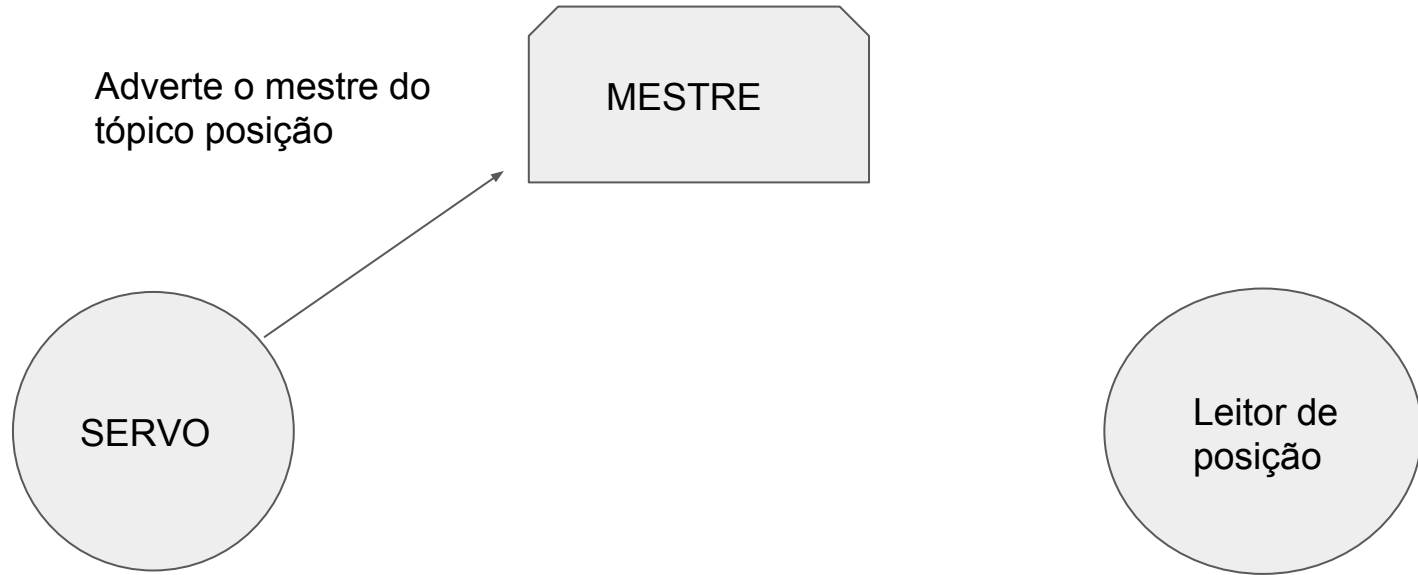 Adverte o mestre do
tópico posição
MESTRE
SERVO
Leitor de
posição